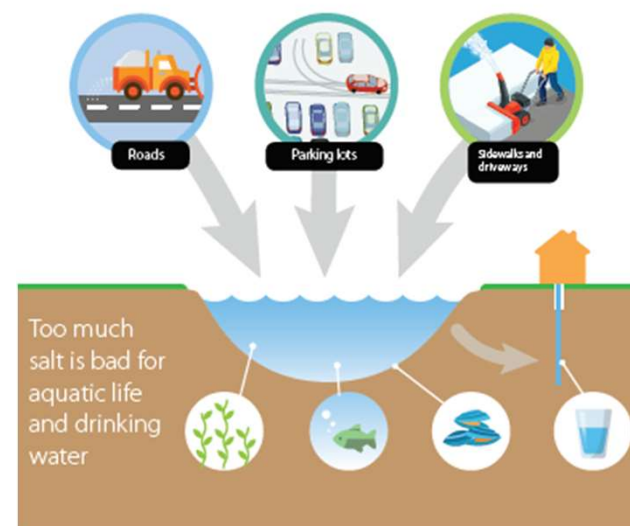 Roads
Parking lots
Sidewalks and
driveways
Too much
salt is bad for
aquatic life
and drinking
water